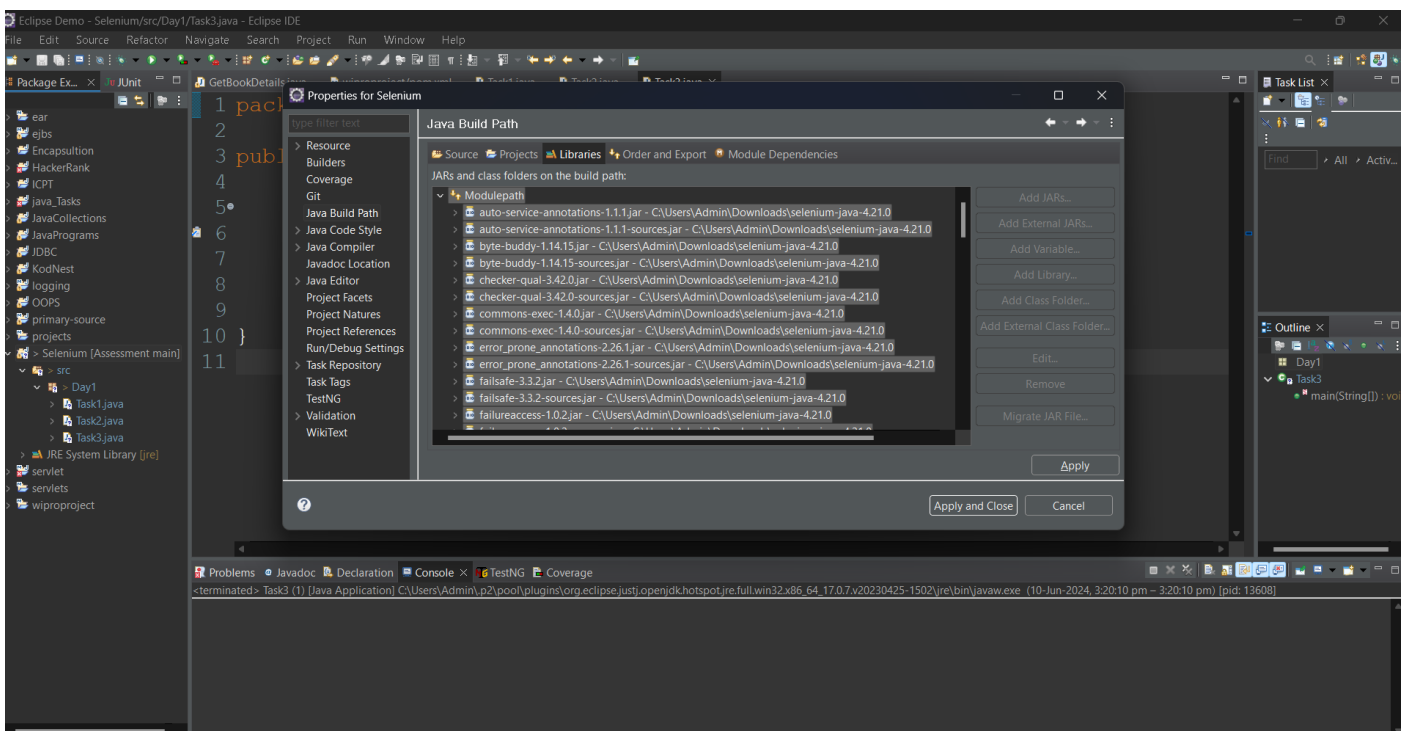 Eclipse Demo - Selenium/src/Day1/Task3.java - Eclipse IDE
File Edit Source Refactor Navigate Search Project Run Window Help
Package Ex... JUnit
ear
ejbs
Encapsultion
HackerRank
ICPT
java_Tasks
JavaCollections
JavaPrograms
JDBC
KodNest
logging
OOPS
primary-source
projects
> Selenium [Assessment main]
> src
> Day1
Task1.java
Task2.java
Task3.java
JRE System Library [jre]
servlet
servlets
wiproproject
GetBookDetails
1 pack
2
3 publ
4
5
6
7
8
9
10 }
11
Properties for Selenium
type filter text
Resource
Builders
Coverage
Git
Java Build Path
Java Code Style
Java Compiler
Javadoc Location
Java Editor
Project Facets
Project Natures
Project References
Run/Debug Settings
Task Repository
Task Tags
TestNG
Validation
WikiText
Java Build Path
Source Projects Libraries Order and Export Module Dependencies
JARs and class folders on the build path:
Modulepath
auto-service-annotations-1.1.1.jar - C:\Users\Admin\Downloads\selenium-java-4.21.0
auto-service-annotations-1.1.1-sources.jar - C:\Users\Admin\Downloads\selenium-java-4.21.0
byte-buddy-1.14.15.jar - C:\Users\Admin\Downloads\selenium-java-4.21.0
byte-buddy-1.14.15-sources.jar - C:\Users\Admin\Downloads\selenium-java-4.21.0
checker-qual-3.42.0.jar - C:\Users\Admin\Downloads\selenium-java-4.21.0
checker-qual-3.42.0-sources.jar - C:\Users\Admin\Downloads\selenium-java-4.21.0
commons-exec-1.4.0.jar - C:\Users\Admin\Downloads\selenium-java-4.21.0
commons-exec-1.4.0-sources.jar - C:\Users\Admin\Downloads\selenium-java-4.21.0
error_prone_annotations-2.26.1.jar - C:\Users\Admin\Downloads\selenium-java-4.21.0
error_prone_annotations-2.26.1-sources.jar - C:\Users\Admin\Downloads\selenium-java-4.21.0
failsafe-3.3.2.jar - C:\Users\Admin\Downloads\selenium-java-4.21.0
failsafe-3.3.2-sources.jar - C:\Users\Admin\Downloads\selenium-java-4.21.0
failureaccess-1.0.2.jar - C:\Users\Admin\Downloads\selenium-java-4.21.0
Add JARs...
Add External JARs...
Add Variable...
Add Library...
Add Class Folder...
Add External Class Folder...
Edit...
Remove
Migrate JAR File...
Apply
Apply and Close
Cancel
Task List
Find All Activ...
Outline
Day1
Task3
main(String[]) : voi
Problems Javadoc Declaration Console TestNG Coverage
<terminated> Task3 (1) [Java Application] C:\Users\Admin\.p2\pool\plugins\org.eclipse.justj.openjdk.hotspot.jre.full.win32.x86_64_17.0.7.v20230425-1502\jre\bin\javaw.exe (10-Jun-2024, 3:20:10 pm – 3:20:10 pm) [pid: 13608]